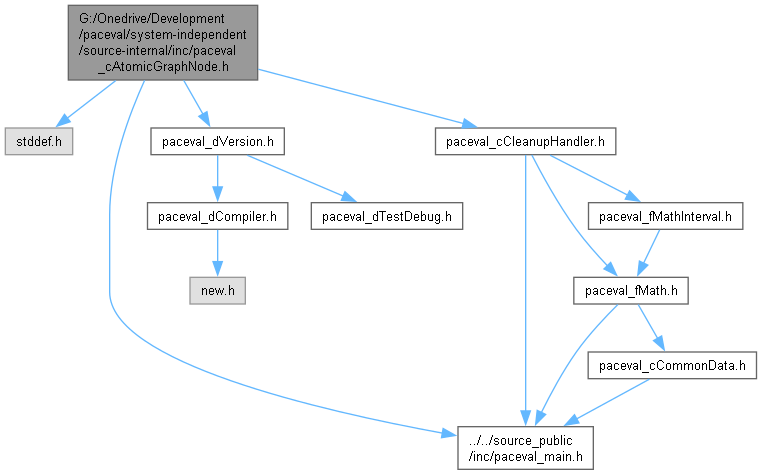 G:/Onedrive/Development
/paceval/system-independent
/source-internal/inc/paceval
_cAtomicGraphNode.h
stddef.h
paceval_dVersion.h
paceval_cCleanupHandler.h
paceval_dCompiler.h
paceval_dTestDebug.h
paceval_fMathInterval.h
new.h
paceval_fMath.h
paceval_cCommonData.h
../../source_public
/inc/paceval_main.h